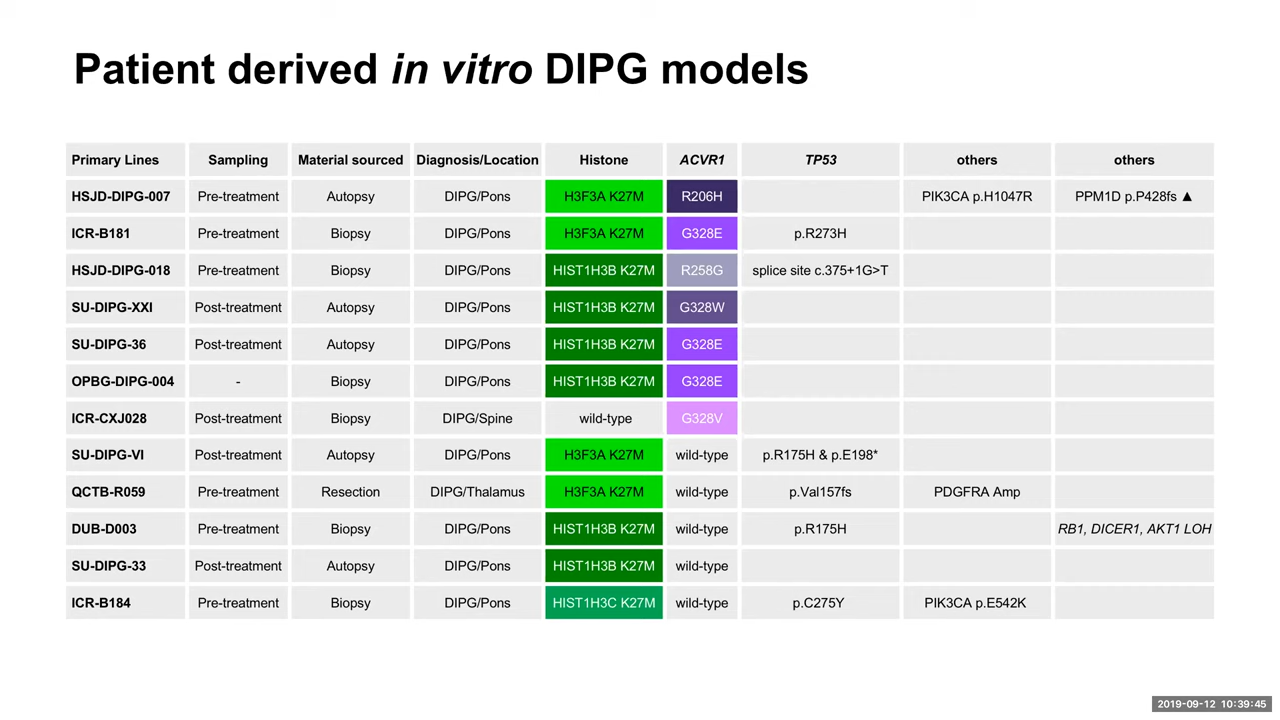 Patient derived in vitro DIPG models
Primary Lines Sampling Material sourced Diagnosis/Location Histone ACVR1 TP53 others others
HSJD-DIPG-007 Pre-treatment Autopsy DIPG/Pons H3F3A K27M R206H PIK3CA p.H1047R PPM1D p.P428fs ▲
ICR-B181 Pre-treatment Biopsy DIPG/Pons H3F3A K27M G328E p.R273H
HSJD-DIPG-018 Pre-treatment Biopsy DIPG/Pons HIST1H3B K27M R258G splice site c.375+1G>T
SU-DIPG-XXI Post-treatment Autopsy DIPG/Pons HIST1H3B K27M G328W
SU-DIPG-36 Post-treatment Autopsy DIPG/Pons HIST1H3B K27M G328E
OPBG-DIPG-004 - Biopsy DIPG/Pons HIST1H3B K27M G328E
ICR-CXJ028 Post-treatment Biopsy DIPG/Spine wild-type G328V
SU-DIPG-VI Post-treatment Autopsy DIPG/Pons H3F3A K27M wild-type p.R175H & p.E198*
QCTB-R059 Pre-treatment Resection DIPG/Thalamus H3F3A K27M wild-type p.Val157fs PDGFRA Amp
DUB-D003 Pre-treatment Biopsy DIPG/Pons HIST1H3B K27M wild-type p.R175H RB1, DICER1, AKT1 LOH
SU-DIPG-33 Post-treatment Autopsy DIPG/Pons HIST1H3B K27M wild-type
ICR-B184 Pre-treatment Biopsy DIPG/Pons HIST1H3C K27M wild-type p.C275Y PIK3CA p.E542K
2019-09-12 10:39:45